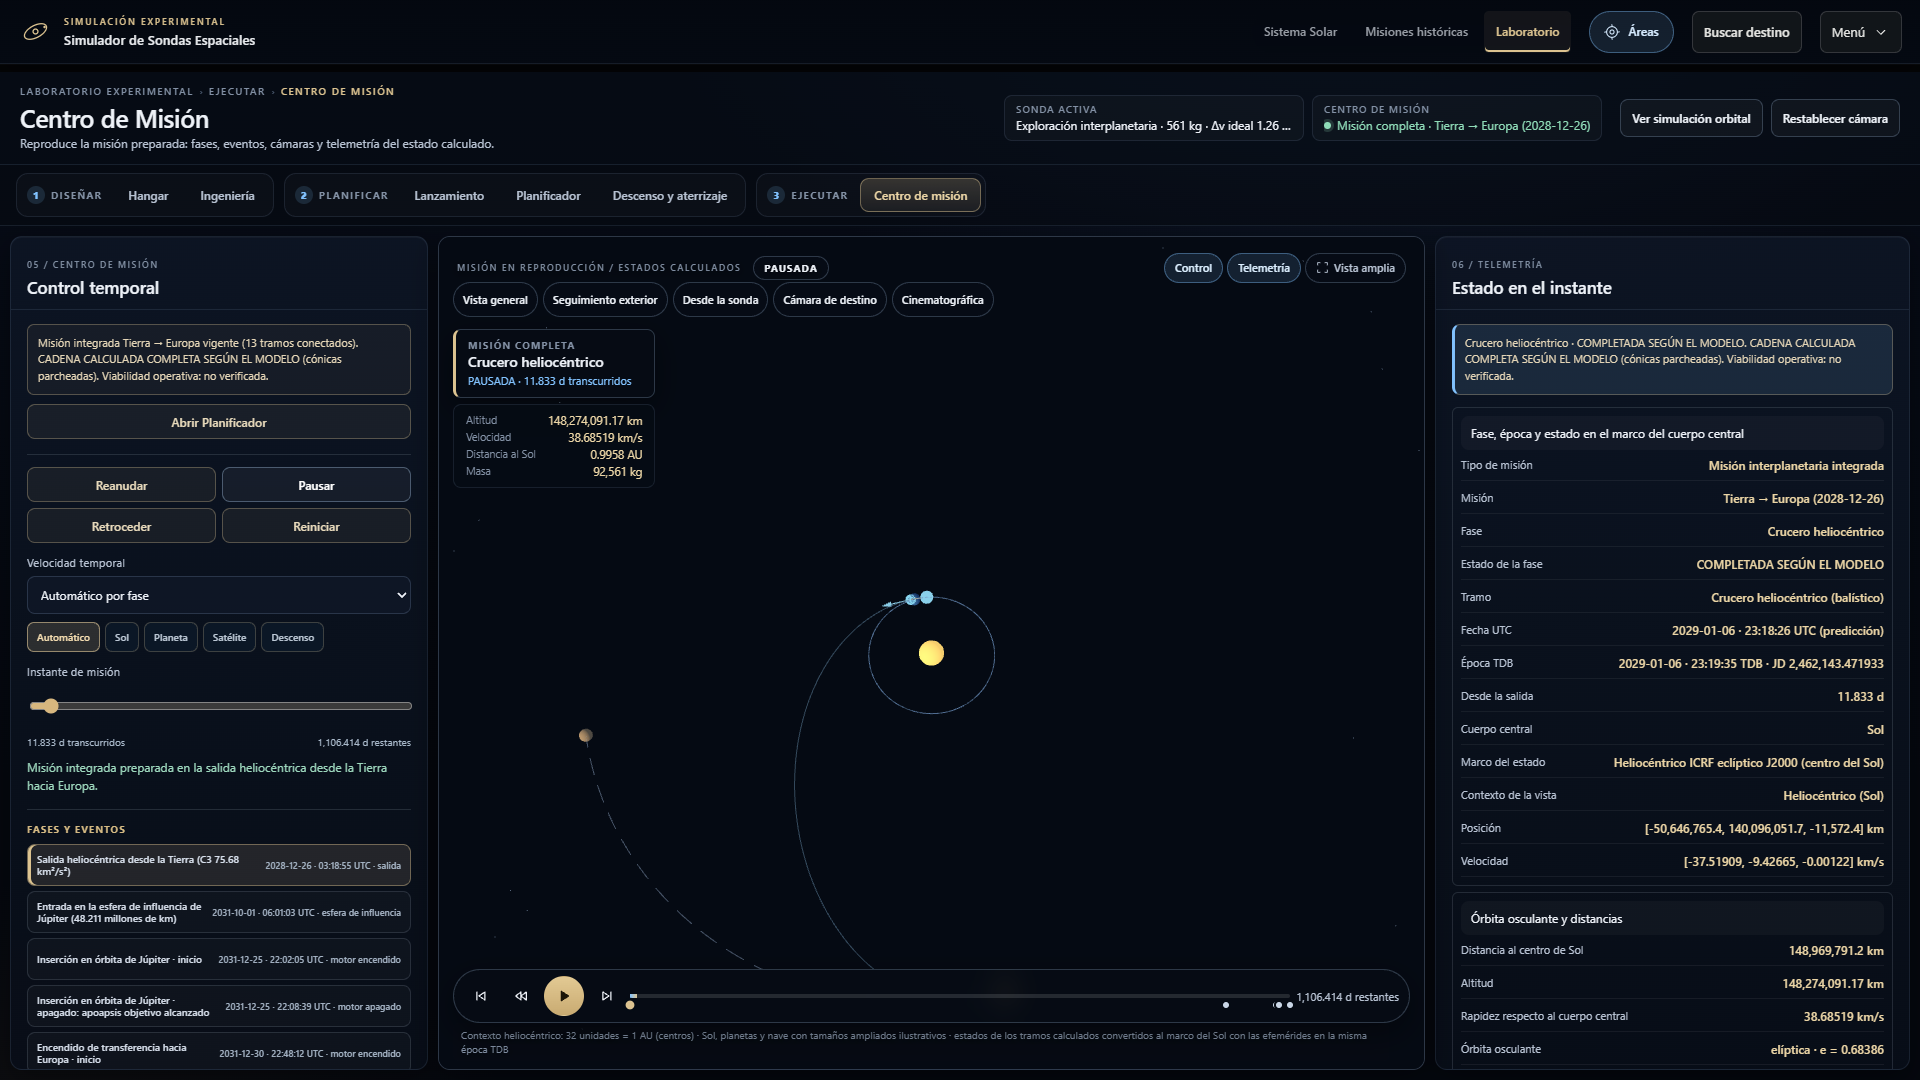 SIMULACIÓN EXPERIMENTAL
Simulador de Sondas Espaciales
Sistema Solar
Misiones históricas
Laboratorio
Áreas
Buscar destino
Menú
LABORATORIO EXPERIMENTAL › EJECUTAR › CENTRO DE MISIÓN
Centro de Misión
Reproduce la misión preparada: fases, eventos, cámaras y telemetría del estado calculado.
SONDA ACTIVA
Exploración interplanetaria · 561 kg · Δv ideal 1.26 ...
CENTRO DE MISIÓN
Misión completa · Tierra → Europa (2028-12-26)
Ver simulación orbital
Restablecer cámara
1 DISEÑAR
Hangar
Ingeniería
2 PLANIFICAR
Lanzamiento
Planificador
Descenso y aterrizaje
3 EJECUTAR
Centro de misión
05 / CENTRO DE MISIÓN
Control temporal
Misión integrada Tierra → Europa vigente (13 tramos conectados).
CADENA CALCULADA COMPLETA SEGÚN EL MODELO (cónicas
parcheadas). Viabilidad operativa: no verificada.
Abrir Planificador
Reanudar
Pausar
Retroceder
Reiniciar
Velocidad temporal
Automático por fase
Automático
Sol
Planeta
Satélite
Descenso
Instante de misión
11.833 d transcurridos
1,106.414 d restantes
Misión integrada preparada en la salida heliocéntrica desde la Tierra
hacia Europa.
FASES Y EVENTOS
Salida heliocéntrica desde la Tierra (C3 75.68
km²/s²)
2028-12-26 · 03:18:55 UTC · salida
Entrada en la esfera de influencia de
Júpiter (48.211 millones de km)
2031-10-01 · 06:01:03 UTC · esfera de influencia
Inserción en órbita de Júpiter · inicio
2031-12-25 · 22:02:05 UTC · motor encendido
Inserción en órbita de Júpiter ·
apagado: apoapsis objetivo alcanzado
2031-12-25 · 22:08:39 UTC · motor apagado
Encendido de transferencia hacia
Europa · inicio
2031-12-30 · 22:48:12 UTC · motor encendido
MISIÓN EN REPRODUCCIÓN / ESTADOS CALCULADOS
PAUSADA
Control
Telemetría
Vista amplia
Vista general
Seguimiento exterior
Desde la sonda
Cámara de destino
Cinematográfica
MISIÓN COMPLETA
Crucero heliocéntrico
PAUSADA · 11.833 d transcurridos
Altitud 148,274,091.17 km
Velocidad 38.68519 km/s
Distancia al Sol 0.9958 AU
Masa 92,561 kg
1,106.414 d restantes
Contexto heliocéntrico: 32 unidades = 1 AU (centros) · Sol, planetas y nave con tamaños ampliados ilustrativos · estados de los tramos calculados convertidos al marco del Sol con las efemérides en la misma
época TDB
06 / TELEMETRÍA
Estado en el instante
Crucero heliocéntrico · COMPLETADA SEGÚN EL MODELO. CADENA CALCULADA
COMPLETA SEGÚN EL MODELO (cónicas parcheadas). Viabilidad operativa: no
verificada.
Fase, época y estado en el marco del cuerpo central
Tipo de misión Misión interplanetaria integrada
Misión Tierra → Europa (2028-12-26)
Fase Crucero heliocéntrico
Estado de la fase COMPLETADA SEGÚN EL MODELO
Tramo Crucero heliocéntrico (balístico)
Fecha UTC 2029-01-06 · 23:18:26 UTC (predicción)
Época TDB 2029-01-06 · 23:19:35 TDB · JD 2,462,143.471933
Desde la salida 11.833 d
Cuerpo central Sol
Marco del estado Heliocéntrico ICRF eclíptico J2000 (centro del Sol)
Contexto de la vista Heliocéntrico (Sol)
Posición [-50,646,765.4, 140,096,051.7, -11,572.4] km
Velocidad [-37.51909, -9.42665, -0.00122] km/s
Órbita osculante y distancias
Distancia al centro de Sol 148,969,791.2 km
Altitud 148,274,091.17 km
Rapidez respecto al cuerpo central 38.68519 km/s
Órbita osculante elíptica · e = 0.68386